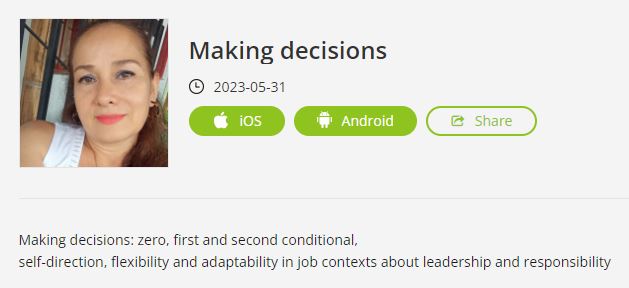 Making decisions
2023-05-31
iOS
Android
Share
Making decisions: zero, first and second conditional,
self-direction, flexibility and adaptability in job contexts about leadership and responsibility